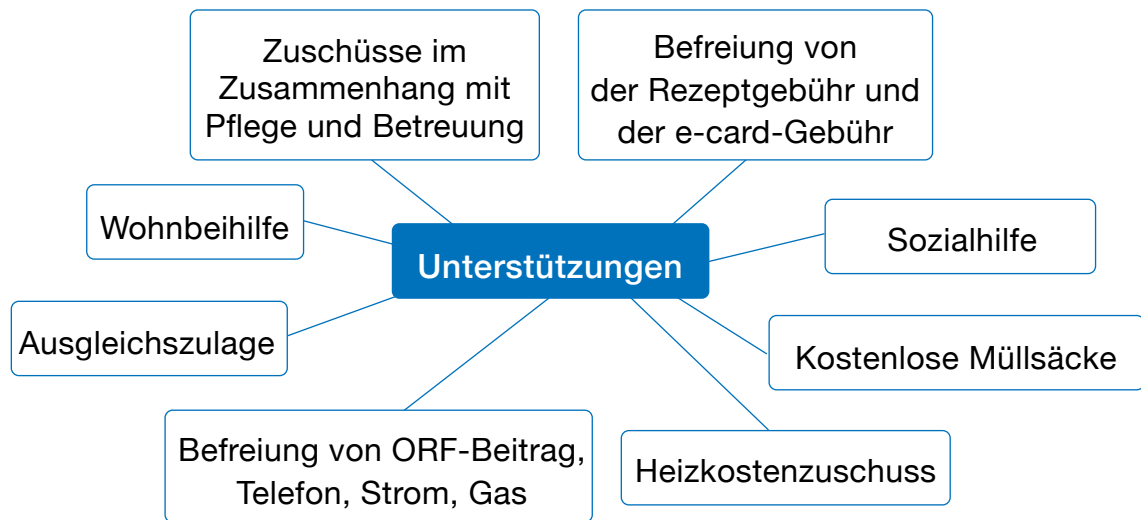 Zuschüsse im
Zusammenhang mit
Pflege und Betreuung
Befreiung von
der Rezeptgebühr und
der e-card-Gebühr
Wohnbeihilfe
Unterstützungen
Sozialhilfe
Ausgleichszulage
Kostenlose Müllsäcke
Befreiung von ORF-Beitrag,
Telefon, Strom, Gas
Heizkostenzuschuss